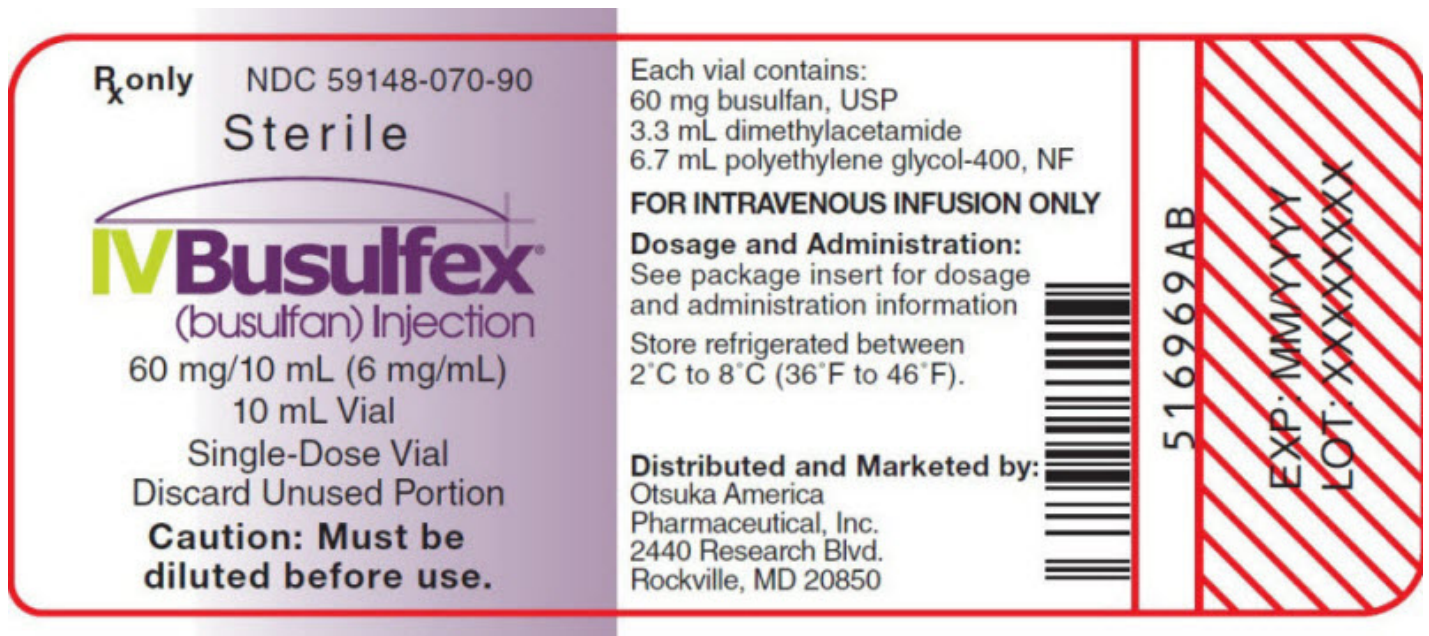 Rx only NDC 59148-070-90
Sterile
IVBusulfex®
(busulfan) Injection
60 mg/10 mL (6 mg/mL)
10 mL Vial
Single-Dose Vial
Discard Unused Portion
Caution: Must be
diluted before use.
Each vial contains:
60 mg busulfan, USP
3.3 mL dimethylacetamide
6.7 mL polyethylene glycol-400, NF
FOR INTRAVENOUS INFUSION ONLY
Dosage and Administration:
See package insert for dosage
and administration information
Store refrigerated between
2˚C to 8˚C (36˚F to 46˚F).
Distributed and Marketed by:
Otsuka America
Pharmaceutical, Inc.
2440 Research Blvd.
Rockville, MD 20850
516969AB
EXP: MM/YYYY
LOT: XXXXXXXXX